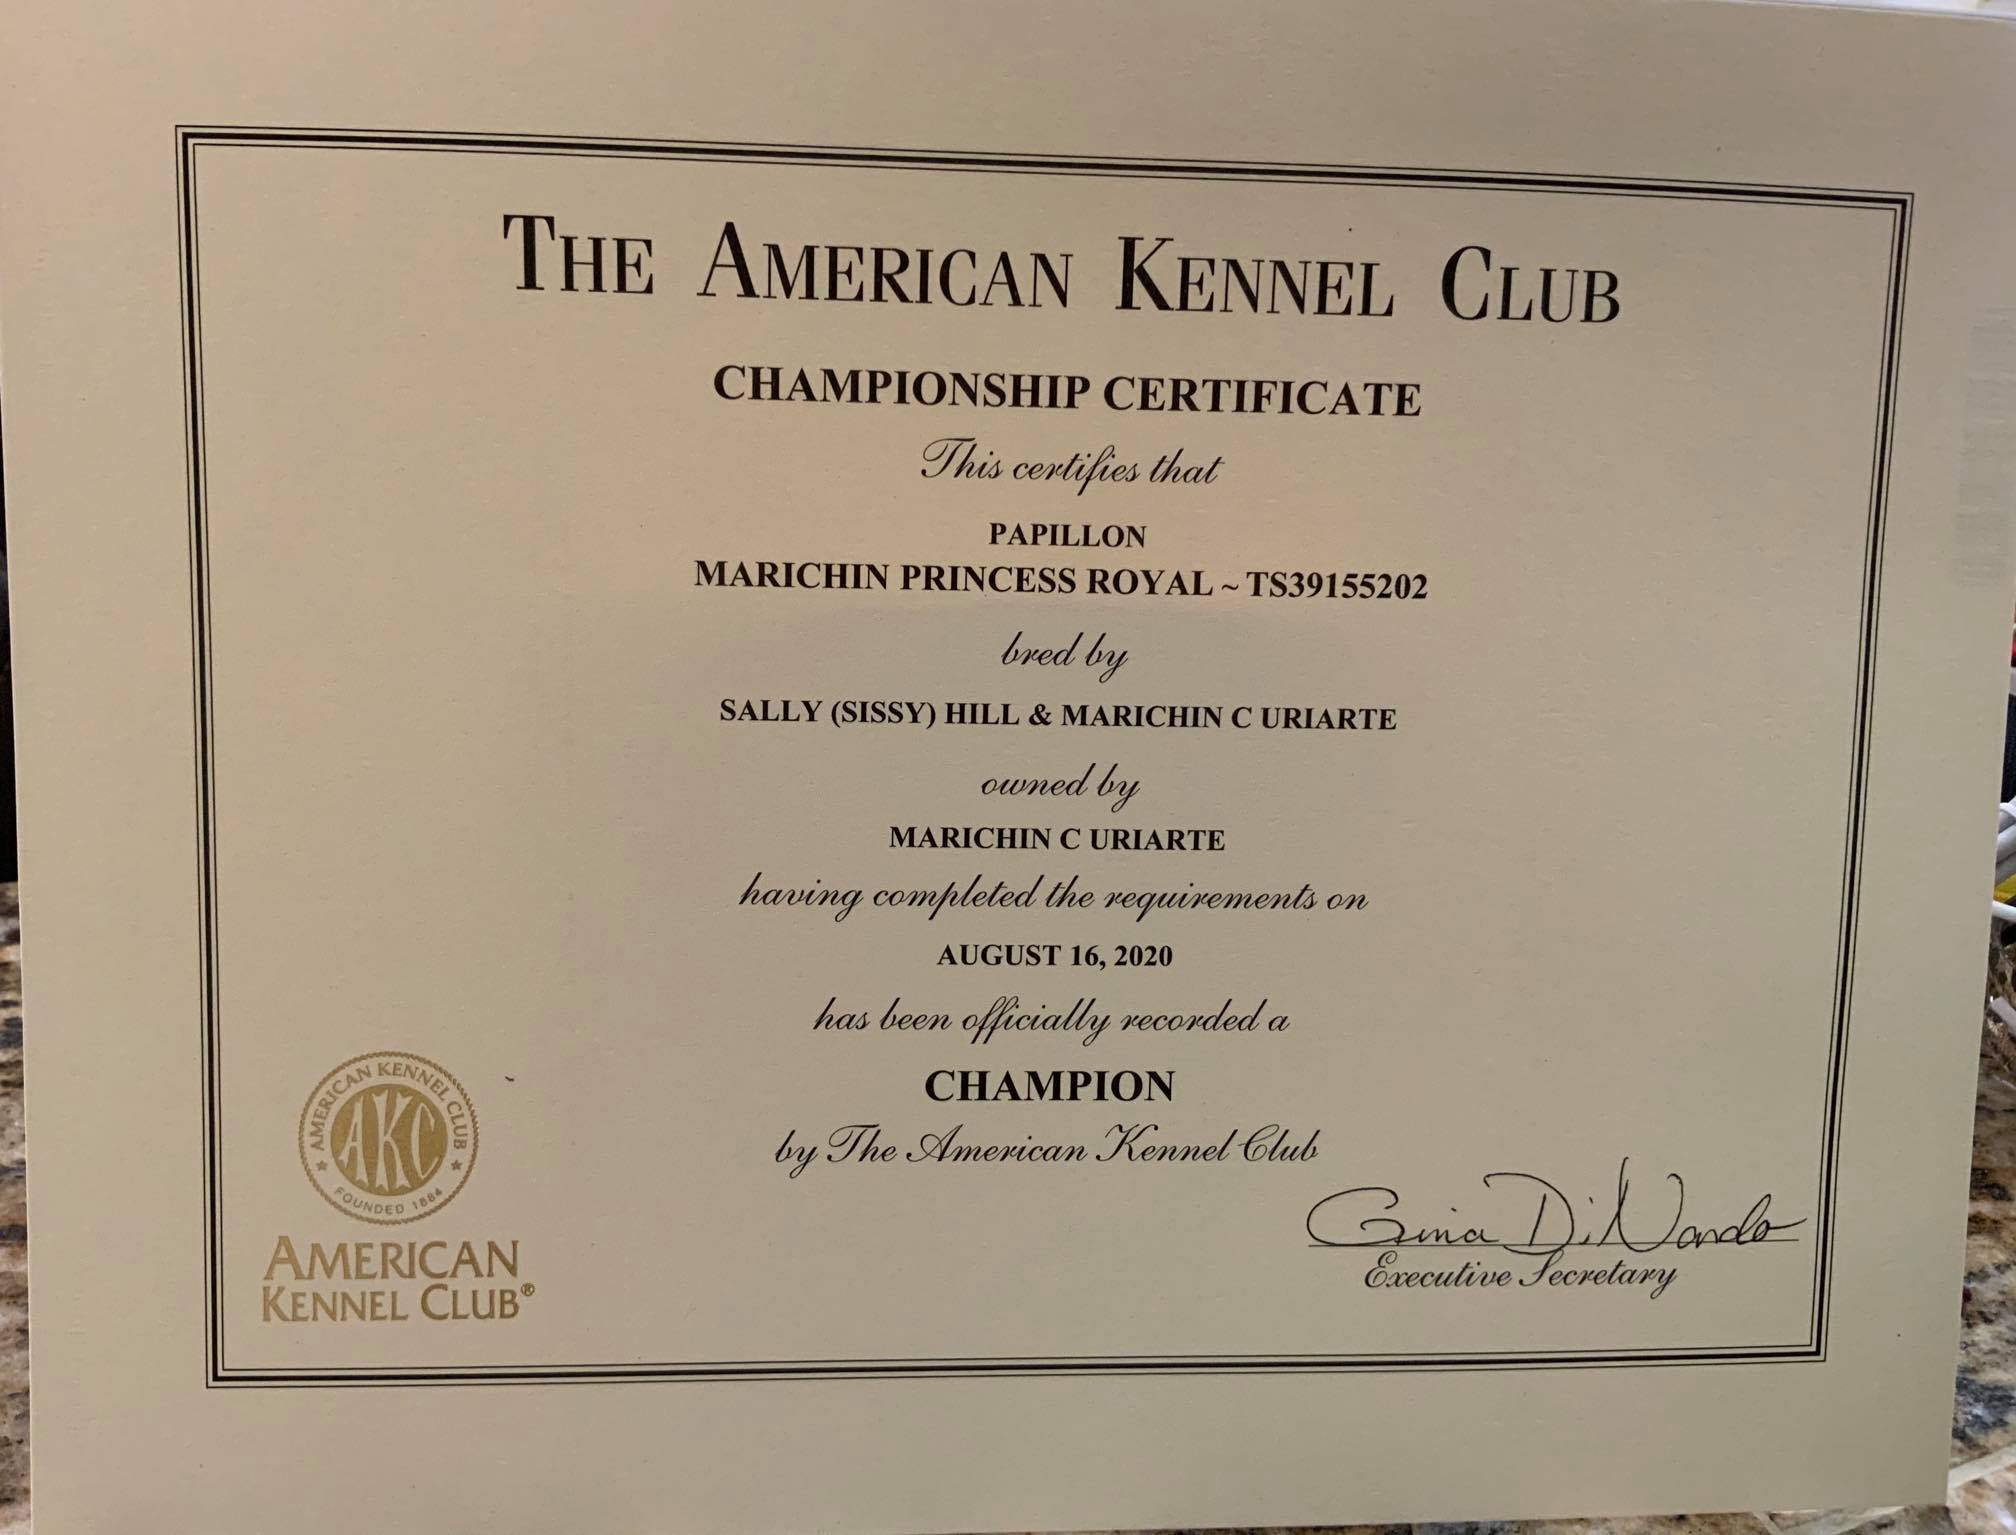 THE AMERICAN KENNEL CLUB
CHAMPIONSHIP CERTIFICATE
This certifies that
PAPILLON
MARICHIN PRINCESS ROYAL ~ TS39155202
bred by
SALLY (SISSY) HILL & MARICHIN C URIARTE
owned by
MARICHIN C URIARTE
having completed the requirements on
AUGUST 16, 2020
has been officially recorded a
CHAMPION
by The American Kennel Club
AMERICAN KENNEL CLUB
AKC
FOUNDED 1884
AMERICAN
KENNEL CLUB®
Gina DiNardo
Executive Secretary